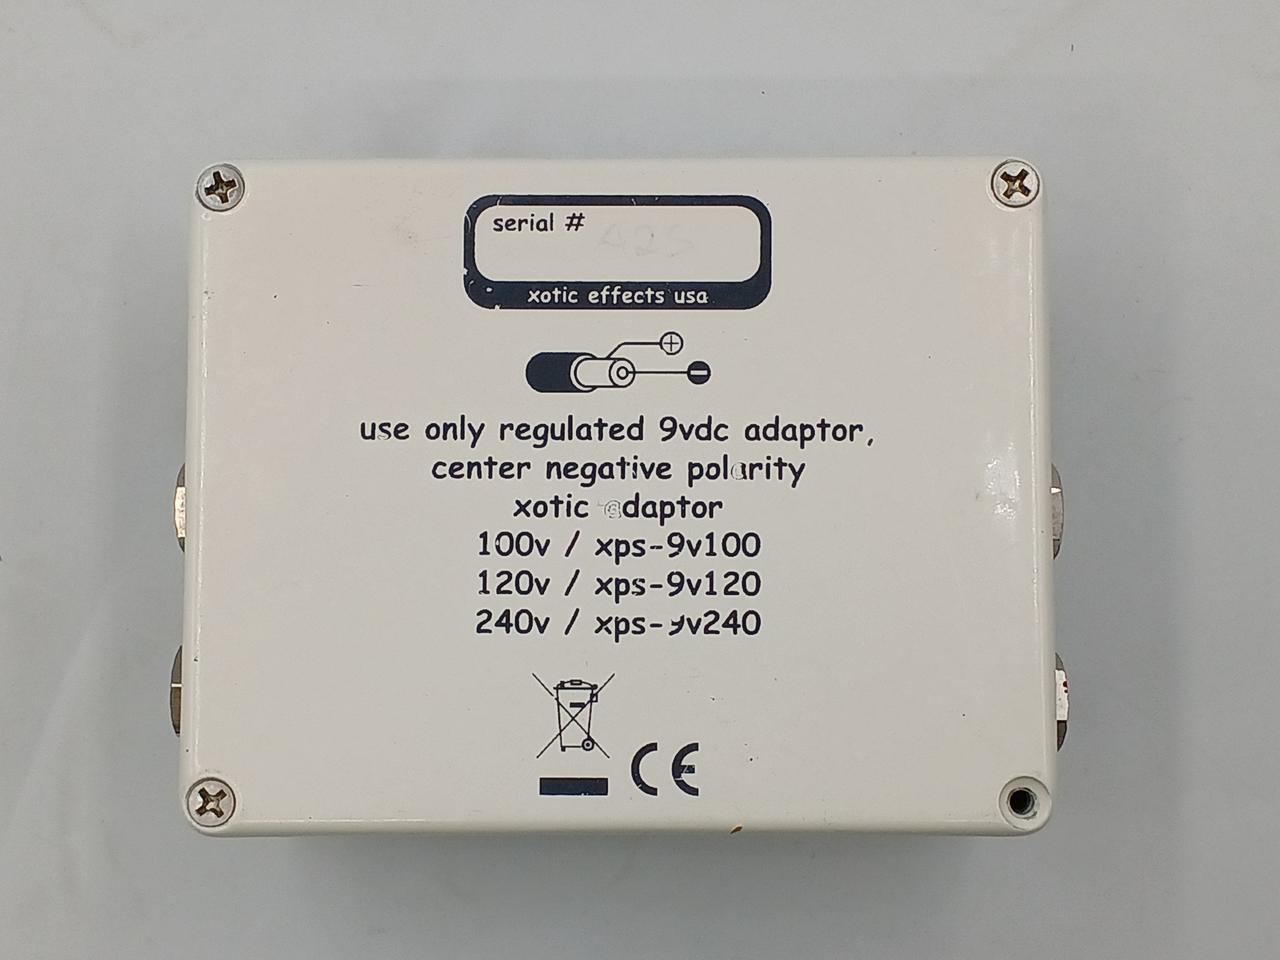 serial #
xotic effects usa
use only regulated 9vdc adaptor,
center negative polarity
xotic adaptor
100v / xps-9v100
120v / xps-9v120
240v / xps-9v240
CE